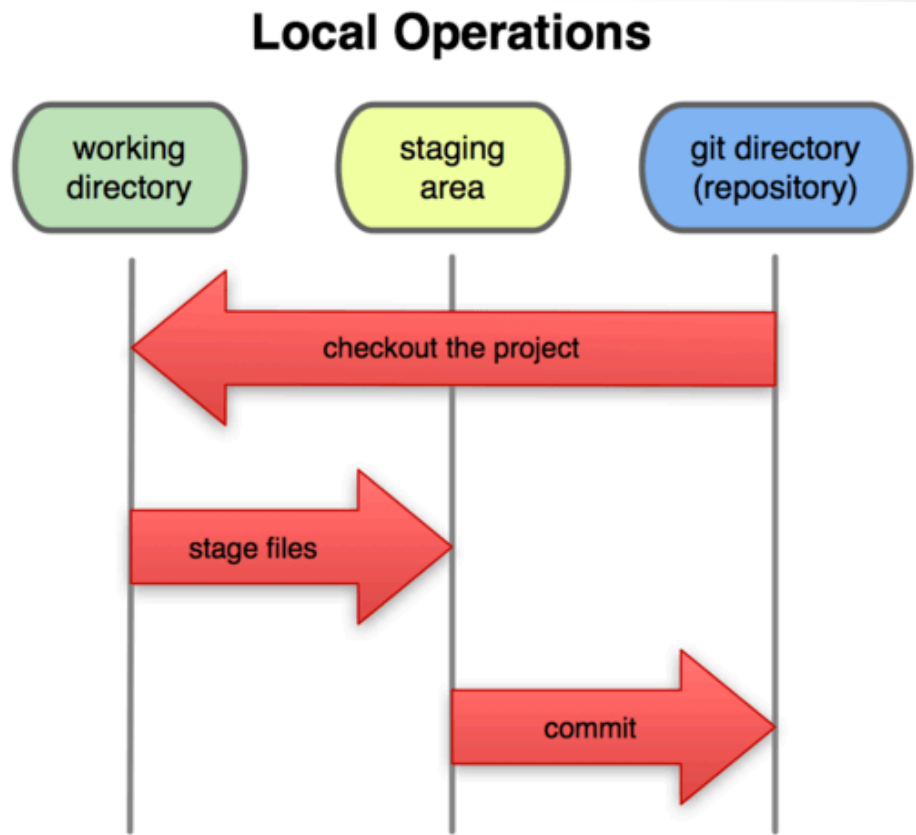 Local Operations
working
directory
staging
area
git directory
(repository)
checkout the project
stage files
commit